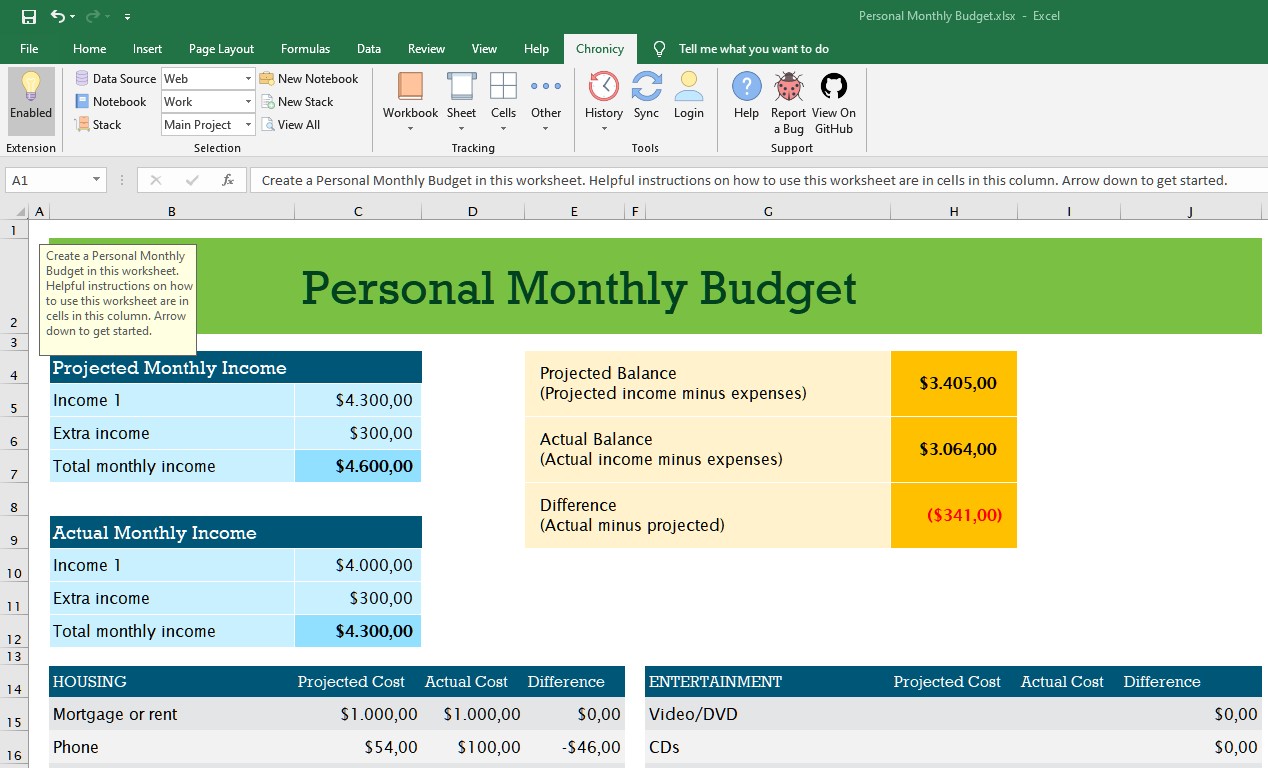 Personal Monthly Budget.xlsx - Excel
File Home Insert Page Layout Formulas Data Review View Help Chronicy Tell me what you want to do
Data Source Web New Notebook
Notebook Work New Stack
Stack Main Project View All
Enabled
Workbook Sheet Cells Other
History Sync Login
Help Report a Bug View On GitHub
Extension Selection Tracking Tools Support
A1 fx Create a Personal Monthly Budget in this worksheet. Helpful instructions on how to use this worksheet are in cells in this column. Arrow down to get started.
A B C D E F G H I J
1
Create a Personal Monthly
Budget in this worksheet.
Helpful instructions on how
to use this worksheet are in
cells in this column. Arrow
down to get started.
Personal Monthly Budget
2
3
Projected Monthly Income
4
Income 1 $4.300,00
5
Extra income $300,00
6
Total monthly income $4.600,00
7
Projected Balance
(Projected income minus expenses)
$3.405,00
Actual Balance
(Actual income minus expenses)
$3.064,00
Difference
(Actual minus projected)
($341,00)
8
Actual Monthly Income
9
Income 1 $4.000,00
10
Extra income $300,00
11
Total monthly income $4.300,00
12
13
14 HOUSING Projected Cost Actual Cost Difference ENTERTAINMENT Projected Cost Actual Cost Difference
15 Mortgage or rent $1.000,00 $1.000,00 $0,00 Video/DVD $0,00
16 Phone $54,00 $100,00 -$46,00 CDs $0,00